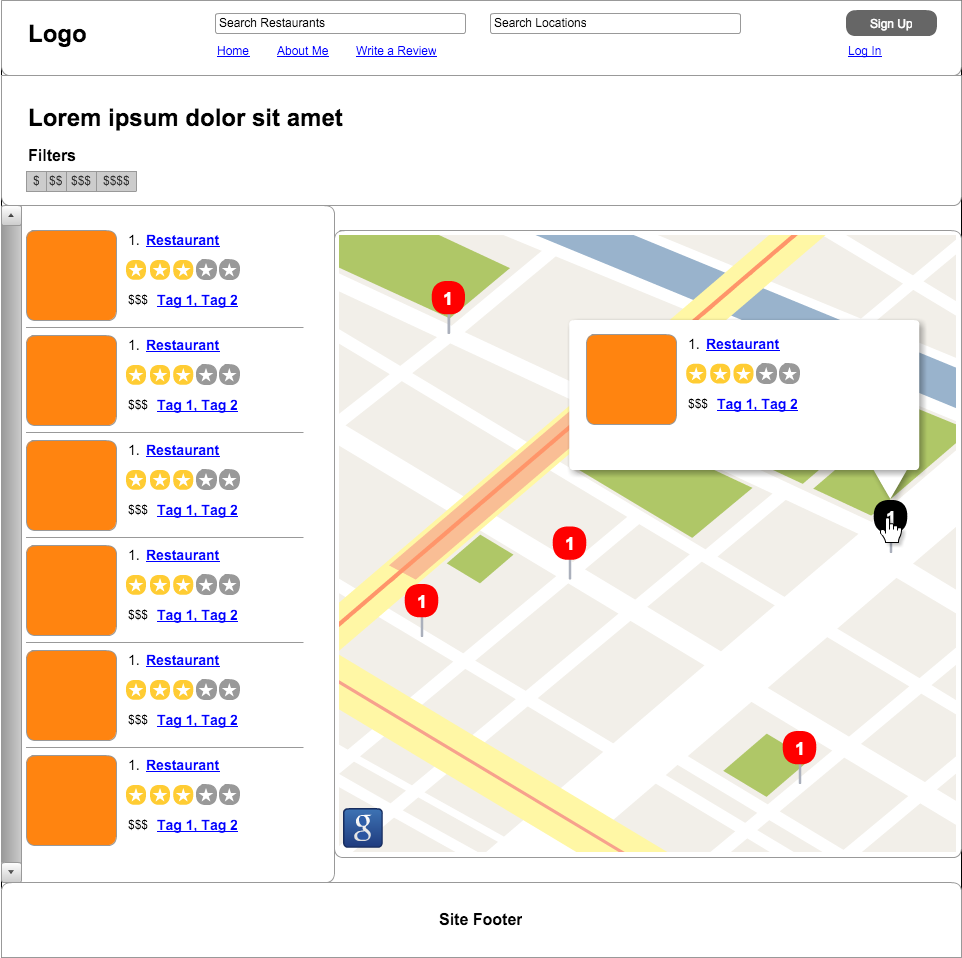 Logo
Search Restaurants
Search Locations
Sign Up
Home
About Me
Write a Review
Log In
Lorem ipsum dolor sit amet
Filters
$ $$ $$$ $$$$
1. Restaurant
$$$ Tag 1, Tag 2
1. Restaurant
$$$ Tag 1, Tag 2
1. Restaurant
$$$ Tag 1, Tag 2
1. Restaurant
$$$ Tag 1, Tag 2
1. Restaurant
$$$ Tag 1, Tag 2
1. Restaurant
$$$ Tag 1, Tag 2
1
1. Restaurant
$$$ Tag 1, Tag 2
1
1
1
1
g
Site Footer